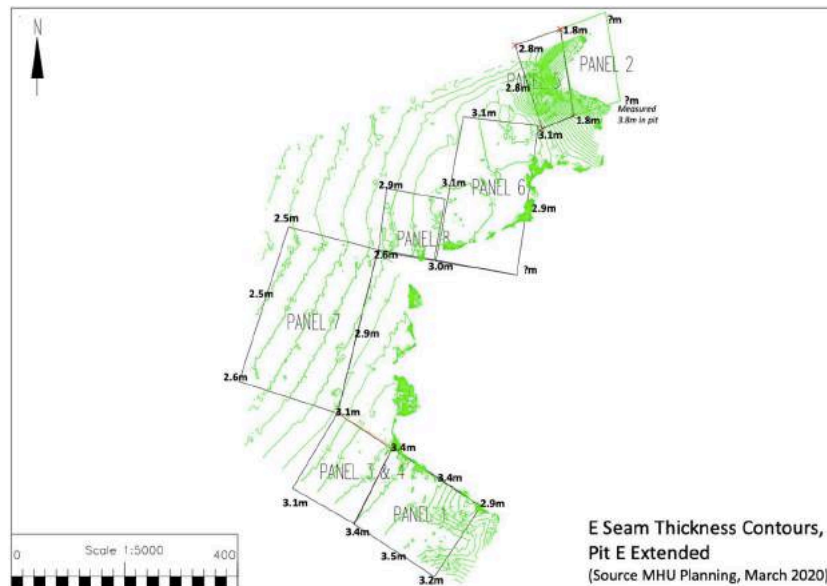 N
?m
1.8m
2.8m
PANEL 2
PANEL 5
2.8m
?m
Measured
3.8m in pit
1.8m
3.1m
3.1m
3.1m
PANEL 6
2.9m
2.9m
2.5m
PANEL 8
2.6m
3.0m
?m
2.5m
PANEL 7
2.9m
2.6m
3.1m
3.4m
PANEL 3 & 4
3.4m
3.1m
2.9m
PANEL 1
3.4m
3.5m
3.2m
E Seam Thickness Contours,
Pit E Extended
(Source MHU Planning, March 2020)
0 Scale 1:5000 400